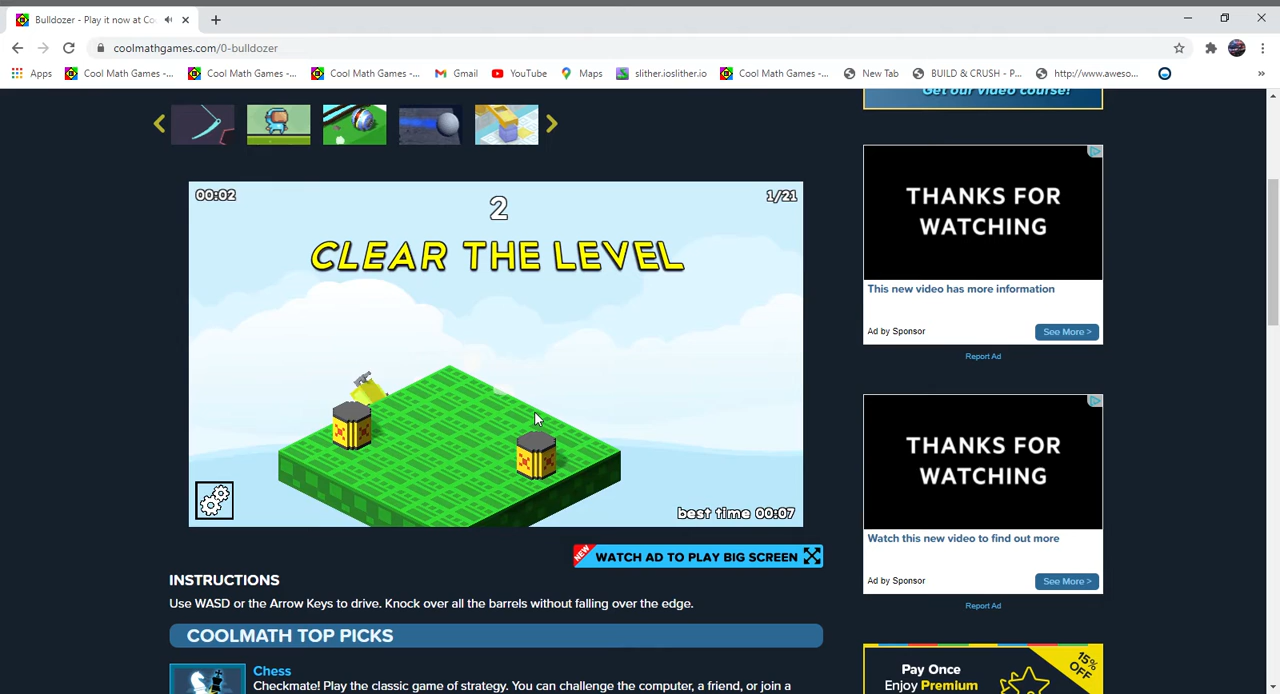 Bulldozer - Play it now at Co
coolmathgames.com/0-bulldozer
Apps Cool Math Games -... Cool Math Games -... Cool Math Games -... Gmail YouTube Maps slither.ioslither.io Cool Math Games -... New Tab BUILD & CRUSH - P... http://www.aweso... »
Get our video course!
THANKS FOR
WATCHING
This new video has more information
Ad by Sponsor
See More >
Report Ad
00:02
2
1/21
CLEAR THE LEVEL
best time 00:07
THANKS FOR
WATCHING
Watch this new video to find out more
Ad by Sponsor
See More >
Report Ad
NEW
WATCH AD TO PLAY BIG SCREEN
INSTRUCTIONS
Use WASD or the Arrow Keys to drive. Knock over all the barrels without falling over the edge.
COOLMATH TOP PICKS
Chess
Checkmate! Play the classic game of strategy. You can challenge the computer, a friend, or join a
Pay Once
Enjoy Premium
15%
OFF